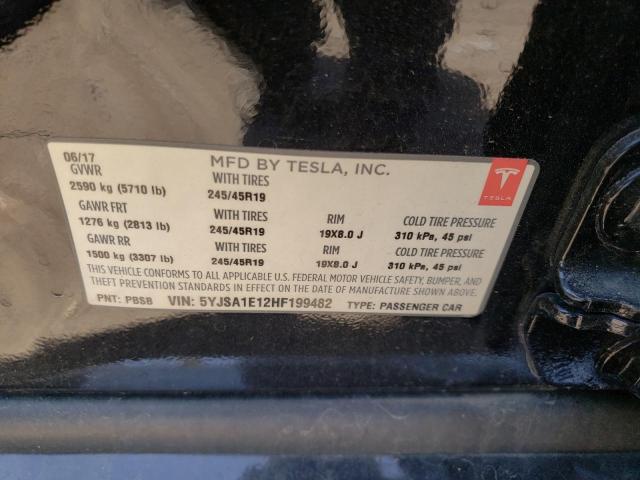 06/17 MFD BY TESLA, INC.
GVWR WITH TIRES
2590 kg (5710 lb) 245/45R19
GAWR FRT WITH TIRES RIM COLD TIRE PRESSURE
1276 kg (2813 lb) 245/45R19 19X8.0 J 310 kPa, 45 psi
GAWR RR WITH TIRES RIM COLD TIRE PRESSURE
1500 kg (3307 lb) 245/45R19 19X8.0 J 310 kPa, 45 psi
THIS VEHICLE CONFORMS TO ALL APPLICABLE U.S. FEDERAL MOTOR VEHICLE SAFETY, BUMPER, AND
THEFT PREVENTION STANDARDS IN EFFECT ON THE DATE OF MANUFACTURE SHOWN ABOVE.
PNT: PBSB VIN: 5YJSA1E12HF199482 TYPE: PASSENGER CAR
TESLA